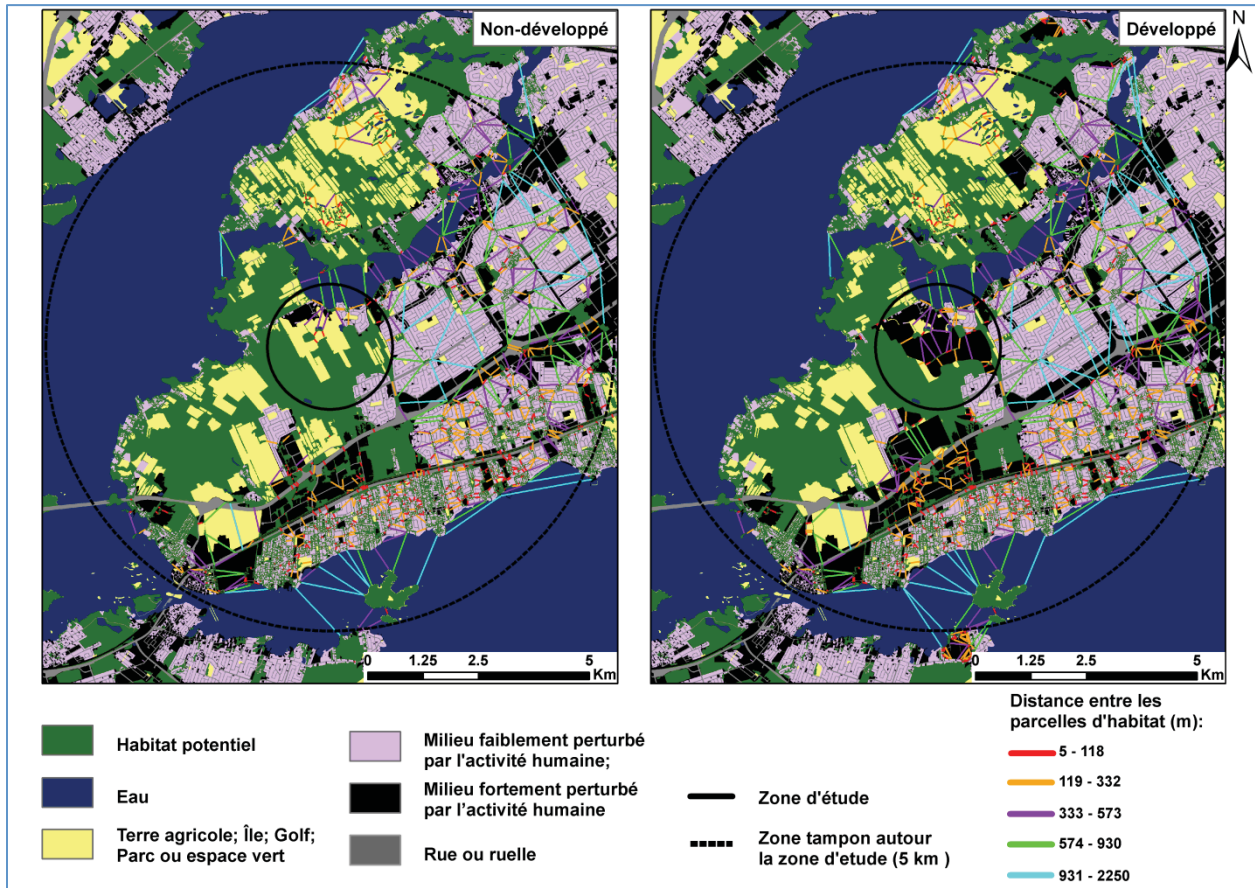 Non-développé
Développé
N
0 1.25 2.5 5
Km
0 1.25 2.5 5
Km
Habitat potentiel
Eau
Terre agricole; Île; Golf;
Parc ou espace vert
Milieu faiblement perturbé
par l'activité humaine;
Milieu fortement perturbé
par l'activité humaine
Rue ou ruelle
Zone d'étude
Zone tampon autour
la zone d'etude (5 km )
Distance entre les
parcelles d'habitat (m):
5 - 118
119 - 332
333 - 573
574 - 930
931 - 2250